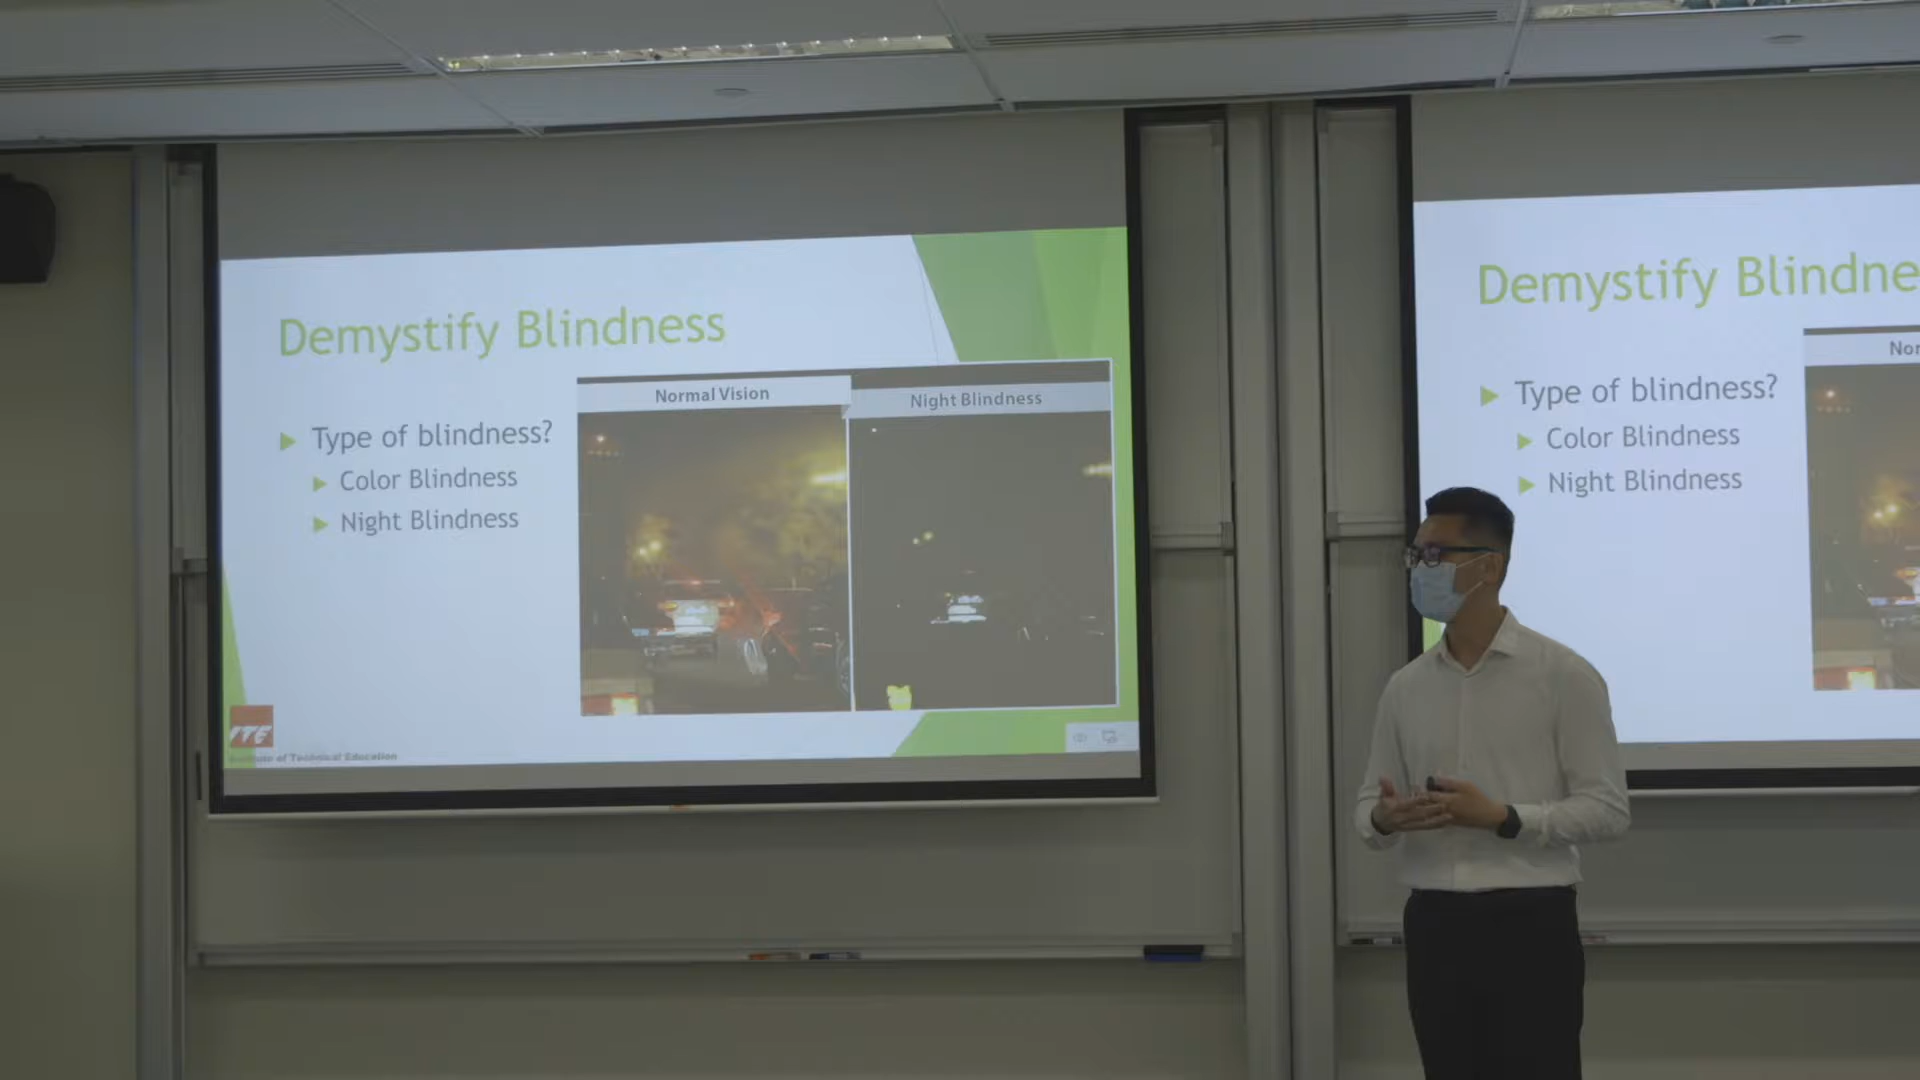 Demystify Blindness
Type of blindness?
Color Blindness
Night Blindness
Normal Vision
Night Blindness
ITE
Institute of Technical Education
Demystify Blindne
Type of blindness?
Color Blindness
Night Blindness
Nor